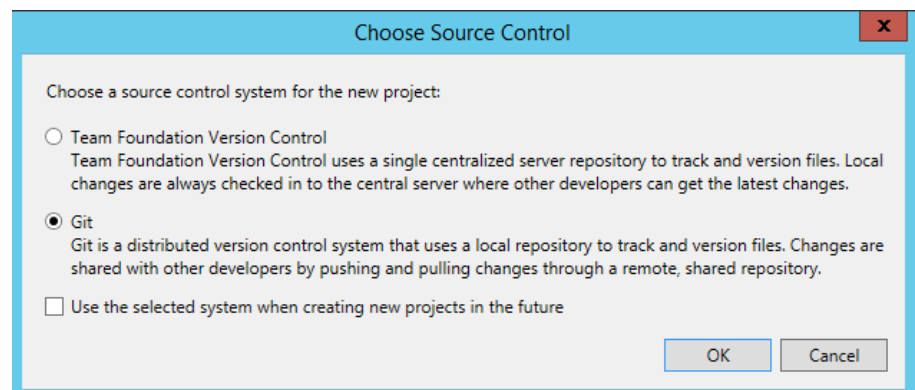 Choose Source Control
x
Choose a source control system for the new project:
Team Foundation Version Control
Team Foundation Version Control uses a single centralized server repository to track and version files. Local
changes are always checked in to the central server where other developers can get the latest changes.
Git
Git is a distributed version control system that uses a local repository to track and version files. Changes are
shared with other developers by pushing and pulling changes through a remote, shared repository.
Use the selected system when creating new projects in the future
OK Cancel